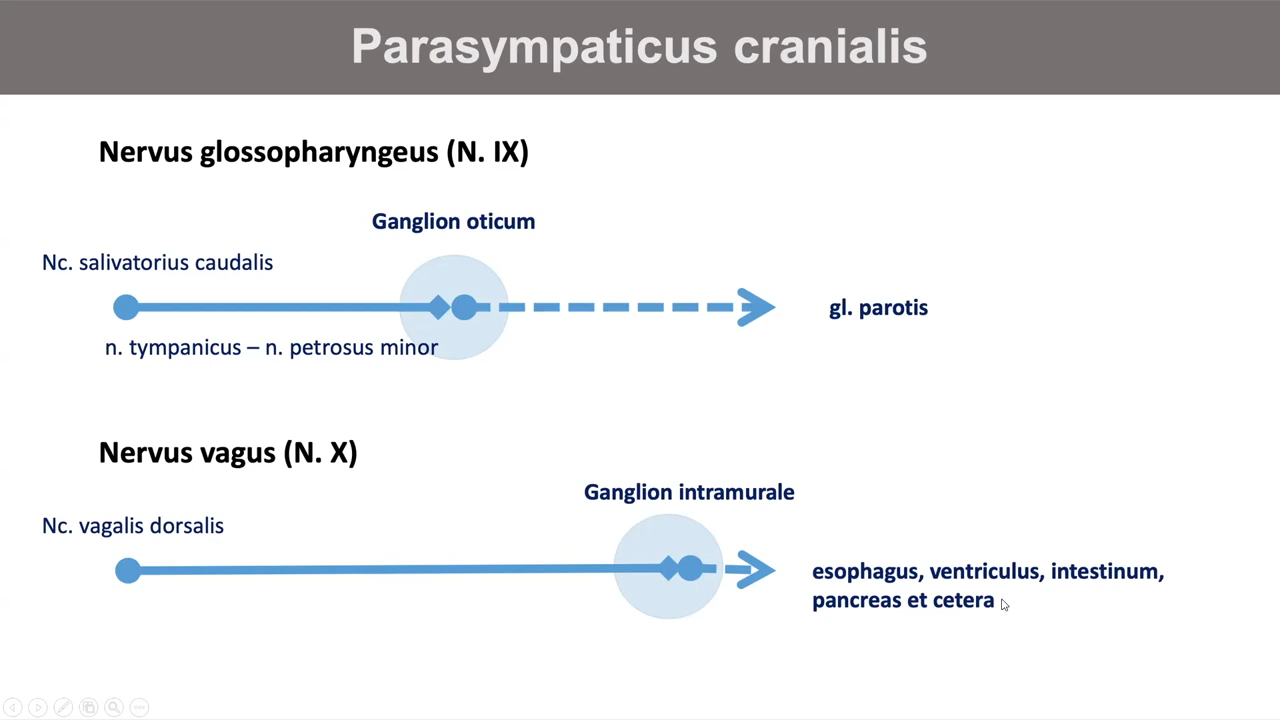 Parasympaticus cranialis
Nervus glossopharyngeus (N. IX)
Ganglion oticum
Nc. salivatorius caudalis
gl. parotis
n. tympanicus – n. petrosus minor
Nervus vagus (N. X)
Ganglion intramurale
Nc. vagalis dorsalis
esophagus, ventriculus, intestinum,
pancreas et cetera